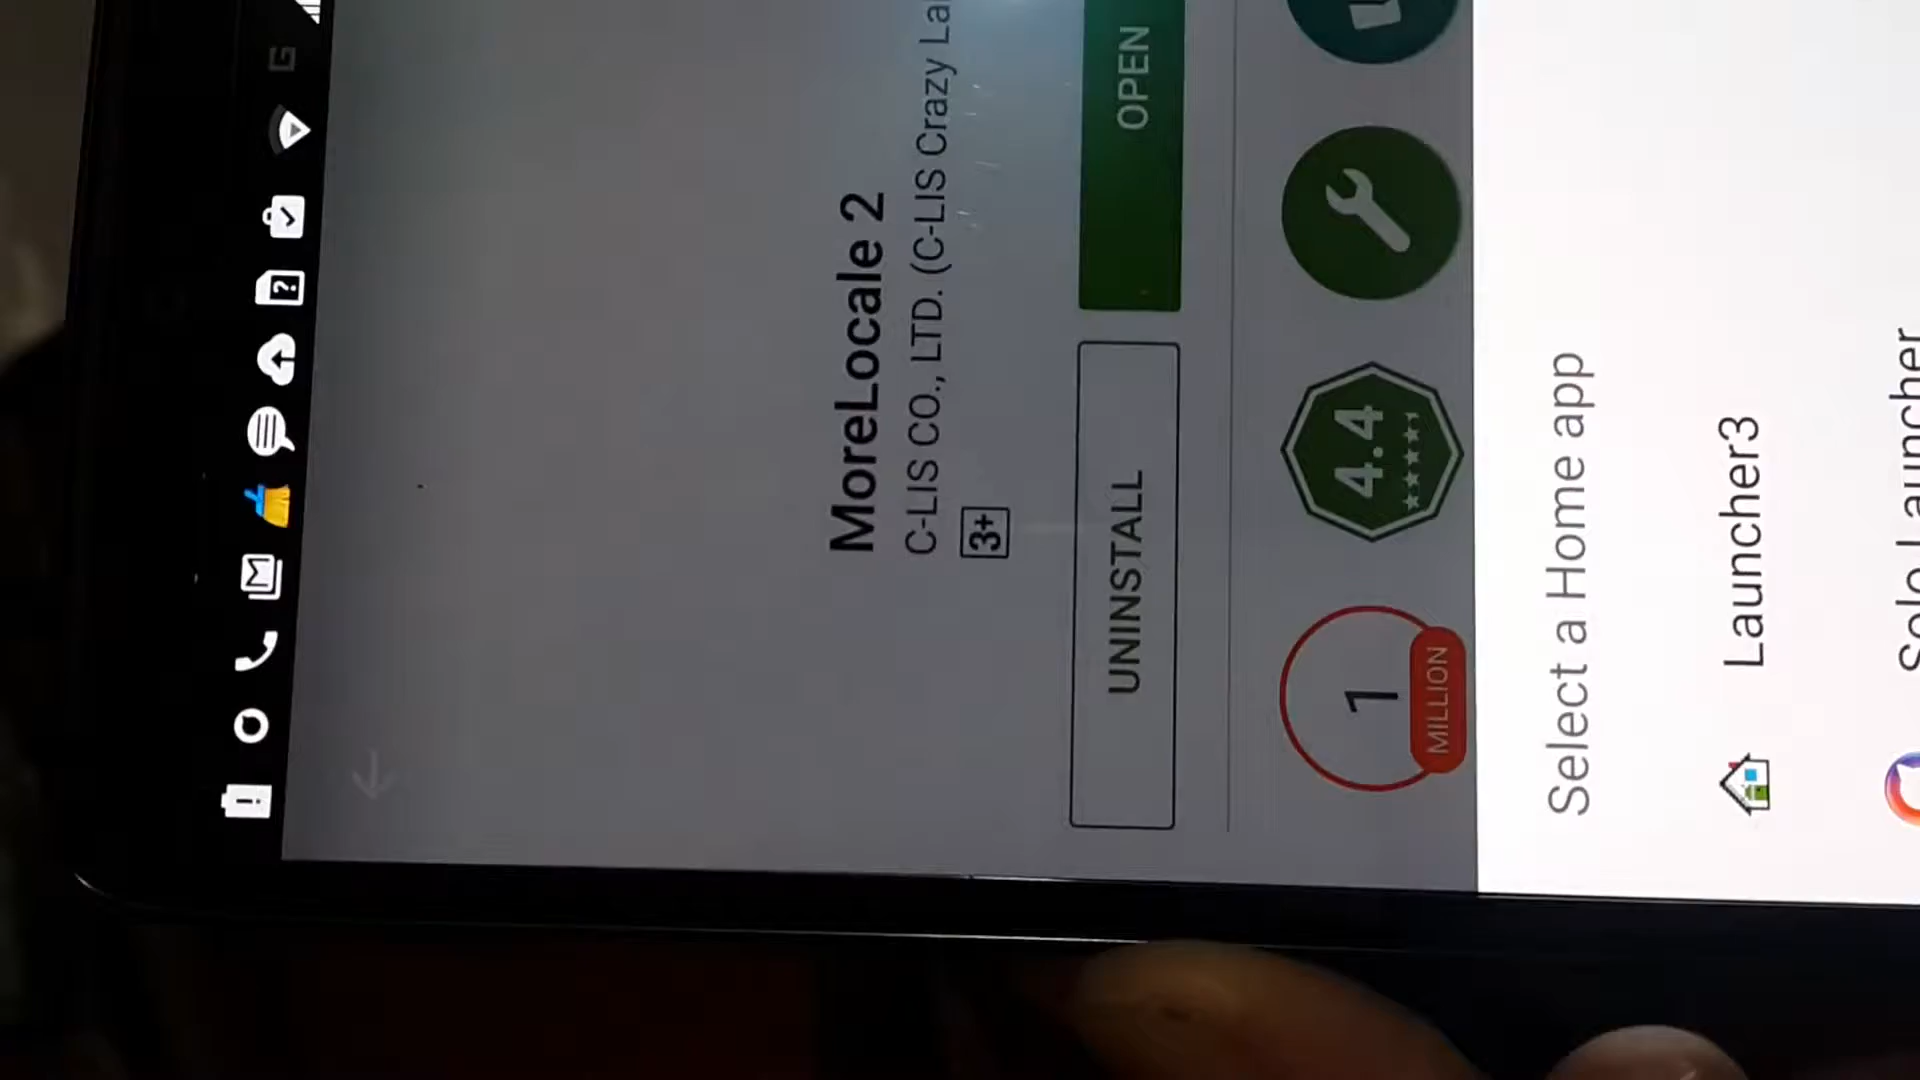 G
MoreLocale 2
C-LIS CO., LTD. (C-LIS Crazy
3+
UNINSTALL
OPEN
1
MILLION
4.4
Select a Home app
Launcher3
Solo Launcher